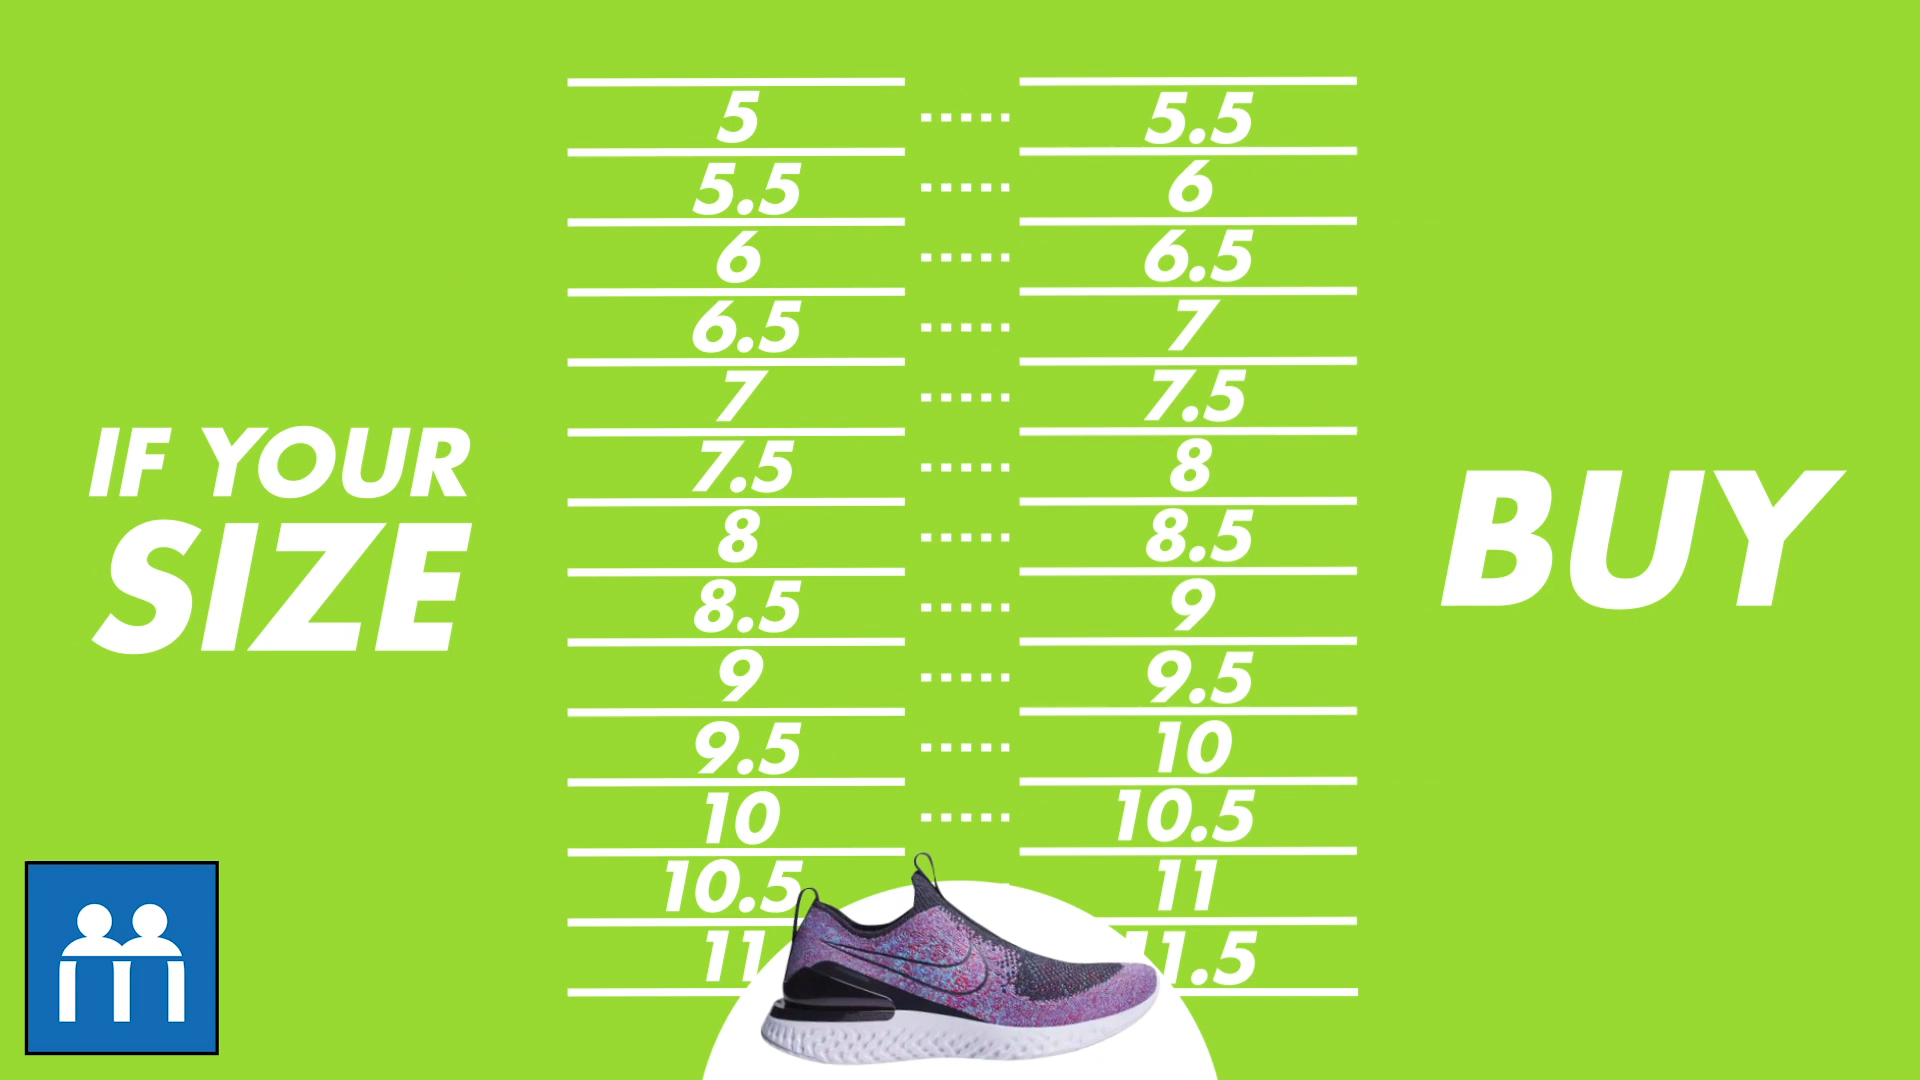 IF YOUR
SIZE
5 ..... 5.5
5.5 ..... 6
6 ..... 6.5
6.5 ..... 7
7 ..... 7.5
7.5 ..... 8
8 ..... 8.5
8.5 ..... 9
9 ..... 9.5
9.5 ..... 10
10 ..... 10.5
10.5 11
11 11.5
BUY